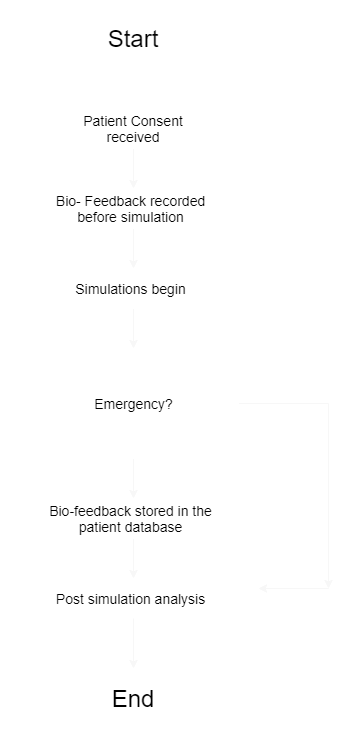 Start
Patient Consent
received
Bio- Feedback recorded
before simulation
Simulations begin
Emergency?
Bio-feedback stored in the
patient database
Post simulation analysis
End